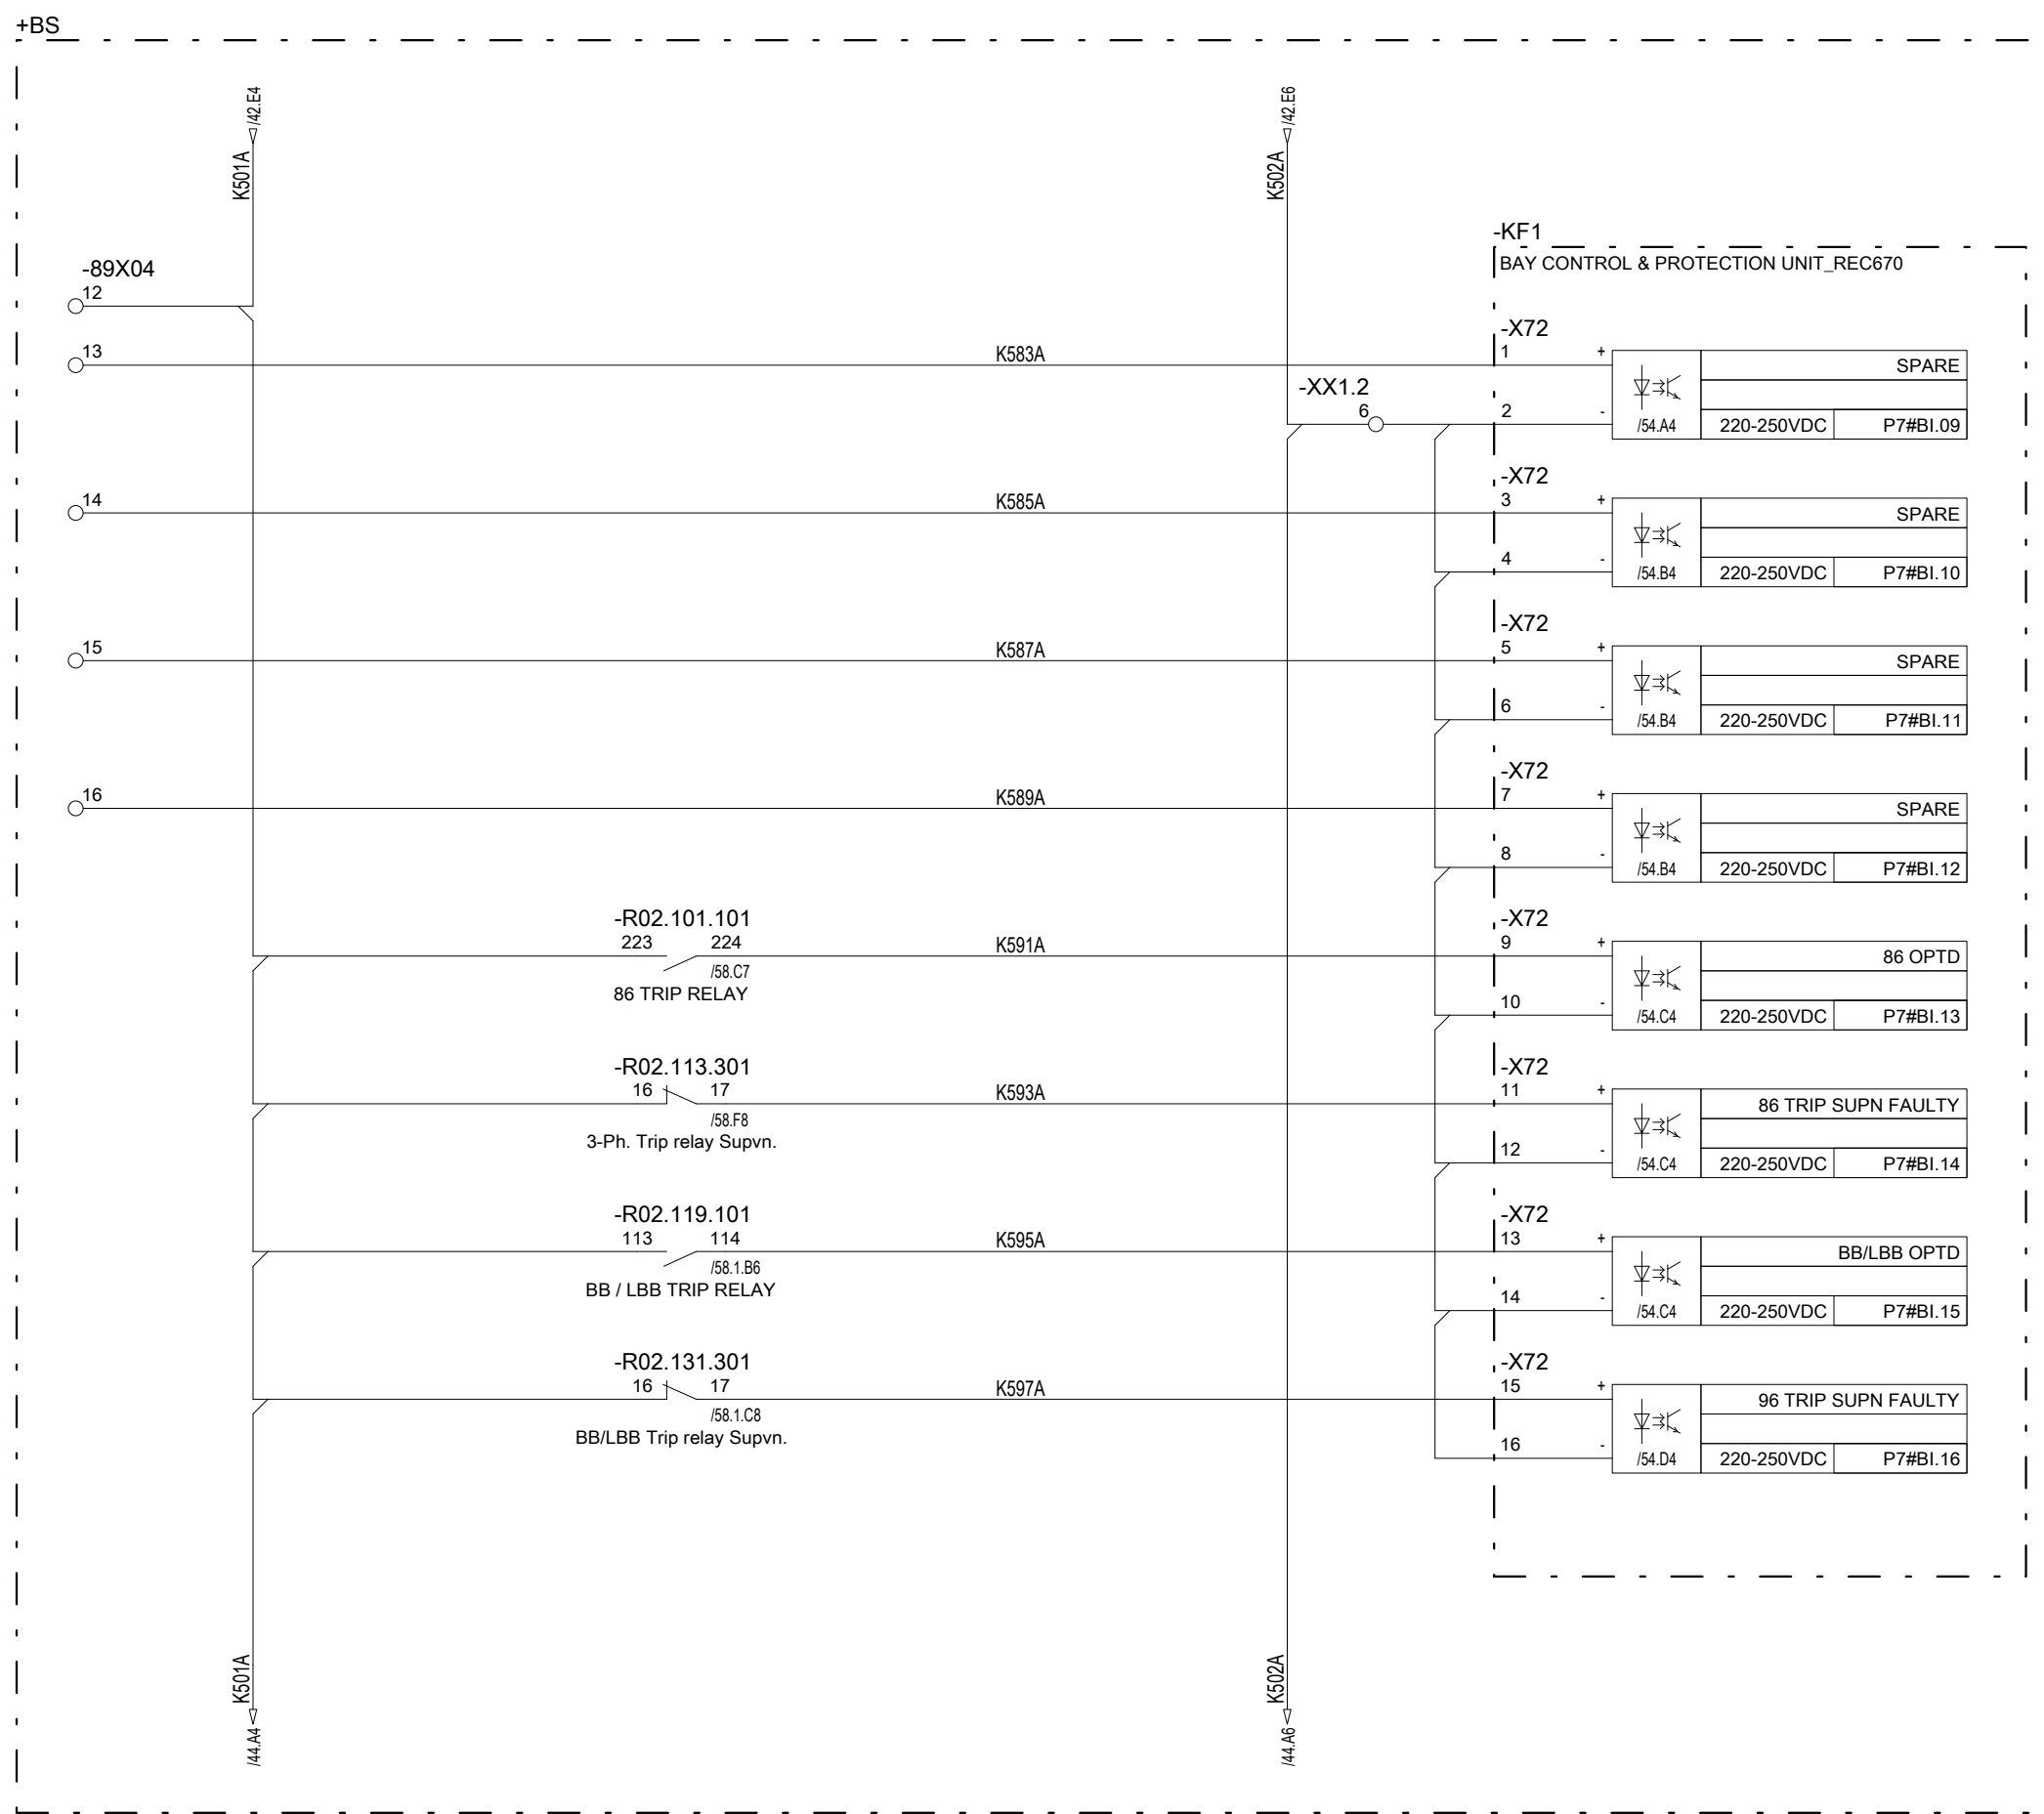 +BS
/42.E4
/42.E6
K501A
K502A
-KF1
BAY CONTROL & PROTECTION UNIT_REC670
-89X04
12
13
K583A
-X72
1
+
SPARE
-XX1.2
6
2
-
/54.A4
220-250VDC
P7#BI.09
14
K585A
-X72
3
+
SPARE
4
-
/54.B4
220-250VDC
P7#BI.10
15
K587A
-X72
5
+
SPARE
6
-
/54.B4
220-250VDC
P7#BI.11
16
K589A
-X72
7
+
SPARE
8
-
/54.B4
220-250VDC
P7#BI.12
-R02.101.101
223
224
/58.C7
86 TRIP RELAY
K591A
-X72
9
+
86 OPTD
10
-
/54.C4
220-250VDC
P7#BI.13
-R02.113.301
16
17
/58.F8
3-Ph. Trip relay Supvn.
K593A
-X72
11
+
86 TRIP SUPN FAULTY
12
-
/54.C4
220-250VDC
P7#BI.14
-R02.119.101
113
114
/58.1.B6
BB / LBB TRIP RELAY
K595A
-X72
13
+
BB/LBB OPTD
14
-
/54.C4
220-250VDC
P7#BI.15
-R02.131.301
16
17
/58.1.C8
BB/LBB Trip relay Supvn.
K597A
-X72
15
+
96 TRIP SUPN FAULTY
16
-
/54.D4
220-250VDC
P7#BI.16
K501A
K502A
/44.A4
/44.A6